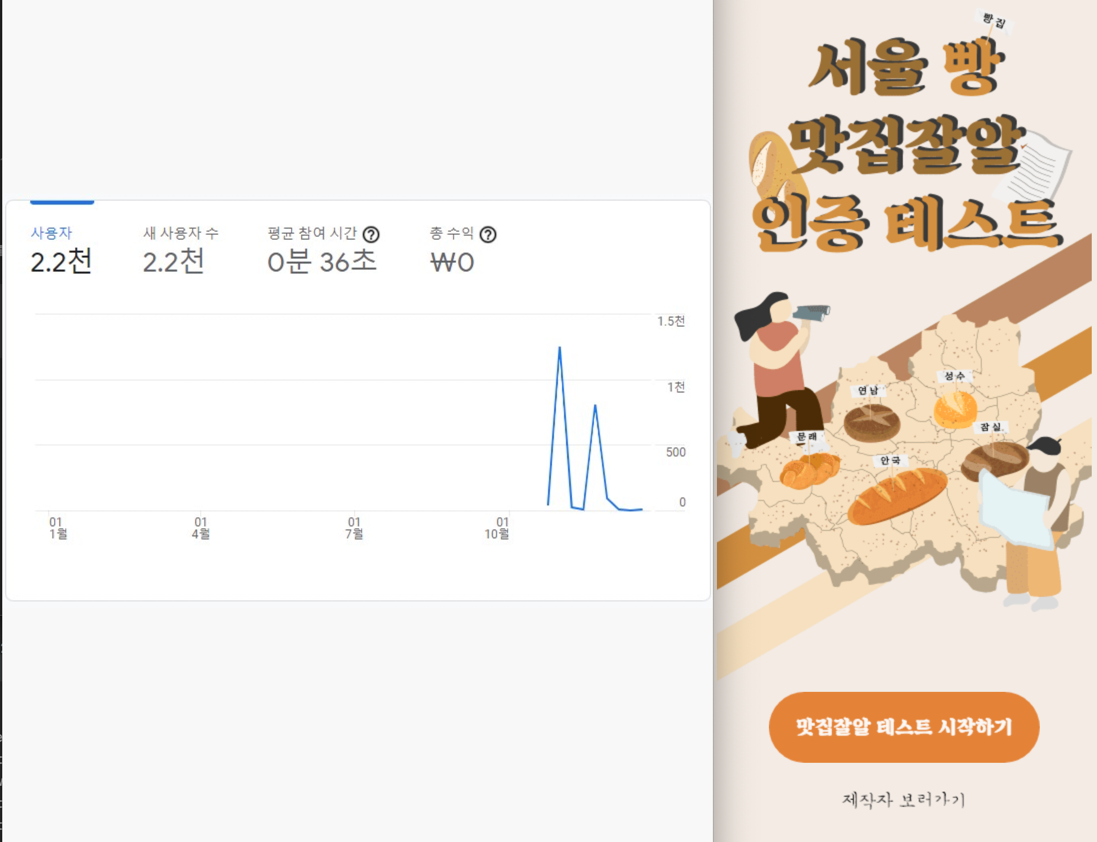 사용자
2.2천
새 사용자 수
2.2천
평균 참여 시간
0분 36초
총 수익
₩0
1.5천
1천
500
0
01
1월
01
4월
01
7월
01
10월
빵집
서울 빵
맛집잘알
인증 테스트
연남
성수
문래
안국
잠실
맛집잘알 테스트 시작하기
제작자 보러가기